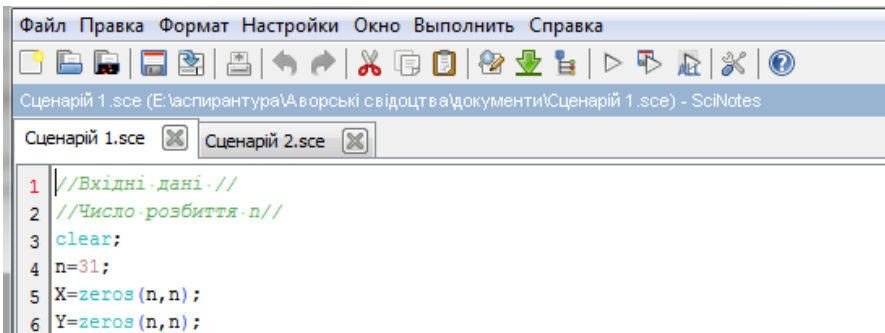 Файл Правка Формат Настройки Окно Выполнить Справка
Сценарій 1.sce (E:\аспирантура\Аворські свідоцтва\документи\Сценарій 1.sce) - SciNotes
Сценарій 1.sce Сценарій 2.sce
1 //Вхідні дані //
2 //Число розбиття n//
3 clear;
4 n=31;
5 X=zeros(n,n);
6 Y=zeros(n,n);